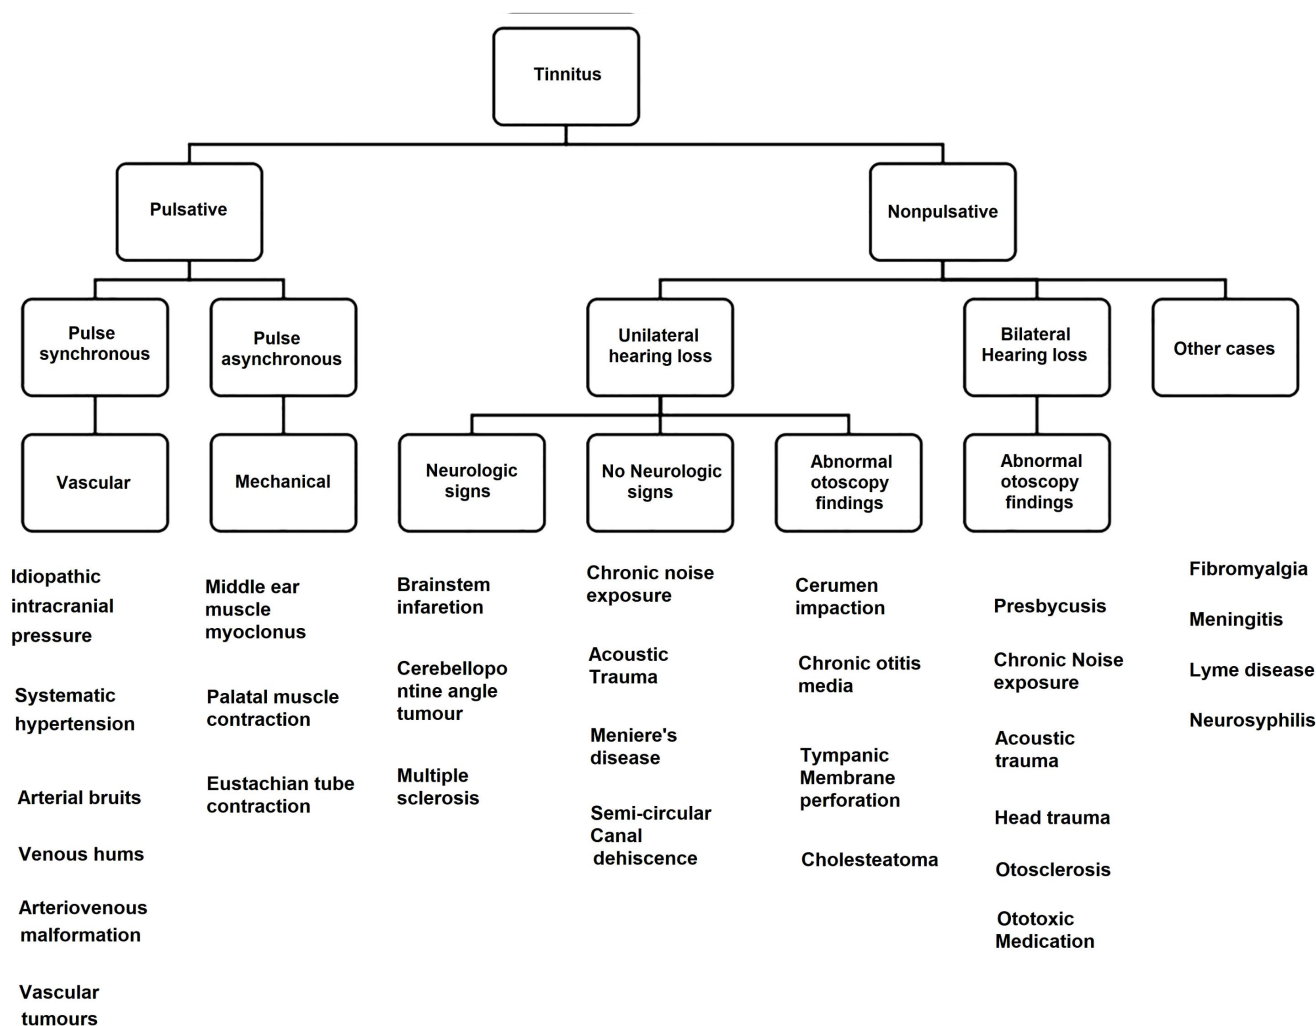 Tinnitus
Pulsative
Nonpulsative
Pulse
synchronous
Pulse
asynchronous
Unilateral
hearing loss
Bilateral
Hearing loss
Other cases
Vascular
Mechanical
Neurologic
signs
No Neurologic
signs
Abnormal
otoscopy
findings
Abnormal
otoscopy
findings
Idiopathic
intracranial
pressure
Systematic
hypertension
Arterial bruits
Venous hums
Arteriovenous
malformation
Vascular
tumours
Middle ear
muscle
myoclonus
Palatal muscle
contraction
Eustachian tube
contraction
Brainstem
infaretion
Cerebellopo
ntine angle
tumour
Multiple
sclerosis
Chronic noise
exposure
Acoustic
Trauma
Meniere's
disease
Semi-circular
Canal
dehiscence
Cerumen
impaction
Chronic otitis
media
Tympanic
Membrane
perforation
Cholesteatoma
Presbycusis
Chronic Noise
exposure
Acoustic
trauma
Head trauma
Otosclerosis
Ototoxic
Medication
Fibromyalgia
Meningitis
Lyme disease
Neurosyphilis